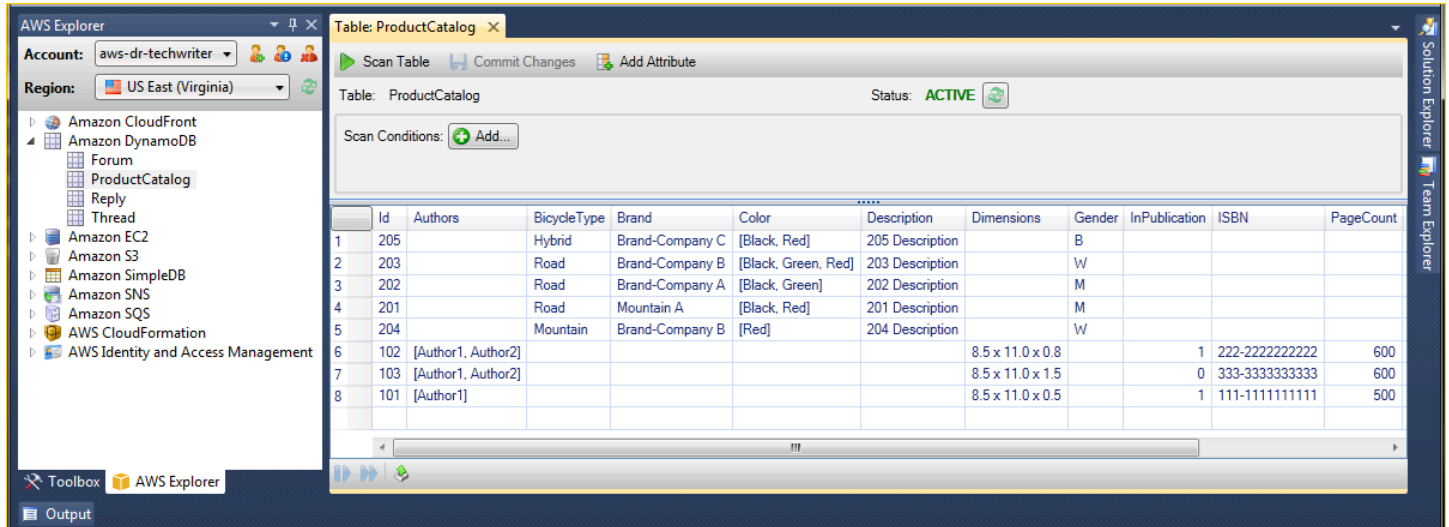 AWS Explorer
Account: aws-dr-techwriter
Region: US East (Virginia)
Amazon CloudFront
Amazon DynamoDB
Forum
ProductCatalog
Reply
Thread
Amazon EC2
Amazon S3
Amazon SimpleDB
Amazon SNS
Amazon SQS
AWS CloudFormation
AWS Identity and Access Management
Toolbox AWS Explorer
Output
Table: ProductCatalog
Scan Table Commit Changes Add Attribute
Table: ProductCatalog Status: ACTIVE
Scan Conditions: Add...
Id Authors BicycleType Brand Color Description Dimensions Gender InPublication ISBN PageCount
1 205 Hybrid Brand-Company C [Black, Red] 205 Description B
2 203 Road Brand-Company B [Black, Green, Red] 203 Description W
3 202 Road Brand-Company A [Black, Green] 202 Description M
4 201 Road Mountain A [Black, Red] 201 Description M
5 204 Mountain Brand-Company B [Red] 204 Description W
6 102 [Author1, Author2] 8.5 x 11.0 x 0.8 1 222-2222222222 600
7 103 [Author1, Author2] 8.5 x 11.0 x 1.5 0 333-3333333333 600
8 101 [Author1] 8.5 x 11.0 x 0.5 1 111-1111111111 500
Solution Explorer
Team Explorer